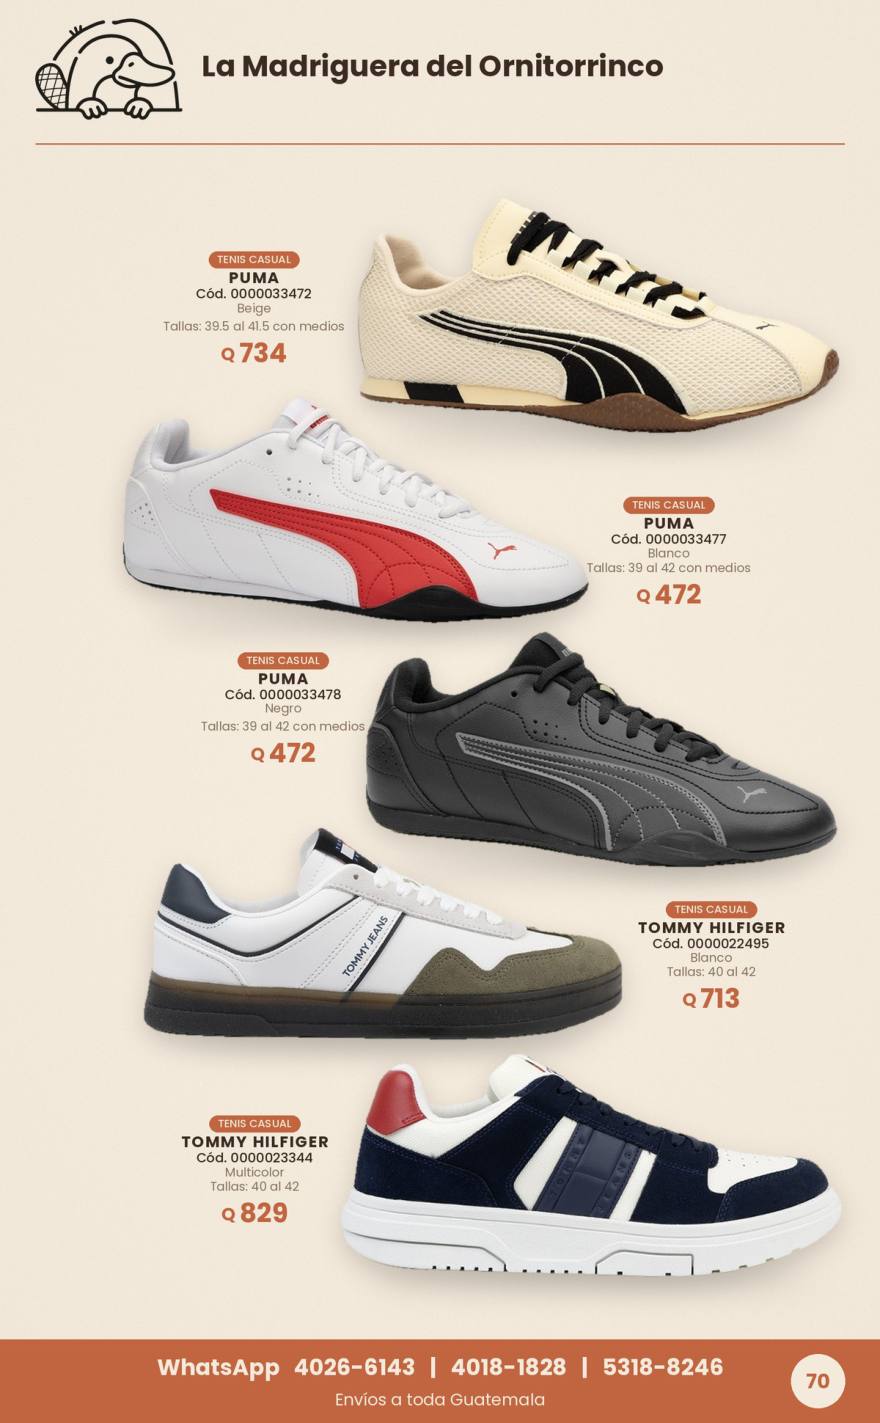 La Madriguera del Ornitorrinco
TENIS CASUAL
PUMA
Cód. 0000033472
Beige
Tallas: 39.5 al 41.5 con medios
Q 734
TENIS CASUAL
PUMA
Cód. 0000033477
Blanco
Tallas: 39 al 42 con medios
Q 472
TENIS CASUAL
PUMA
Cód. 0000033478
Negro
Tallas: 39 al 42 con medios
Q 472
TOMMY JEANS
TENIS CASUAL
TOMMY HILFIGER
Cód. 0000022495
Blanco
Tallas: 40 al 42
Q 713
TENIS CASUAL
TOMMY HILFIGER
Cód. 0000023344
Multicolor
Tallas: 40 al 42
Q 829
TOMMY
JEANS
WhatsApp 4026-6143 | 4018-1828 | 5318-8246
Envíos a toda Guatemala
70